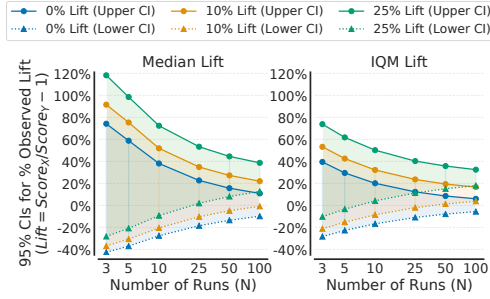 0% Lift (Upper CI) 10% Lift (Upper CI) 25% Lift (Upper CI)
0% Lift (Lower CI) 10% Lift (Lower CI) 25% Lift (Lower CI)
Median Lift IQM Lift
95% CIs for % Observed Lift
(Lift = Score_X/Score_Y − 1)
120% 120%
100% 100%
80% 80%
60% 60%
40% 40%
20% 20%
0% 0%
-20% -20%
-40% -40%
3 5 10 25 50 100 3 5 10 25 50 100
Number of Runs (N) Number of Runs (N)